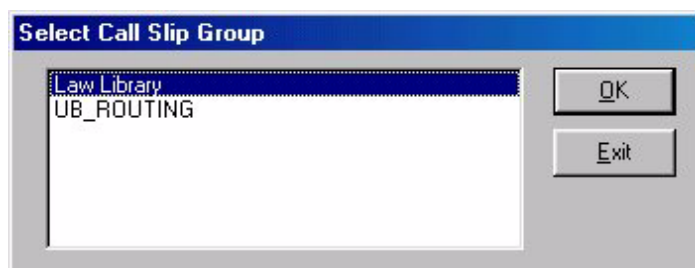 Select Call Slip Group
Law Library
UB_ROUTING
OK
Exit